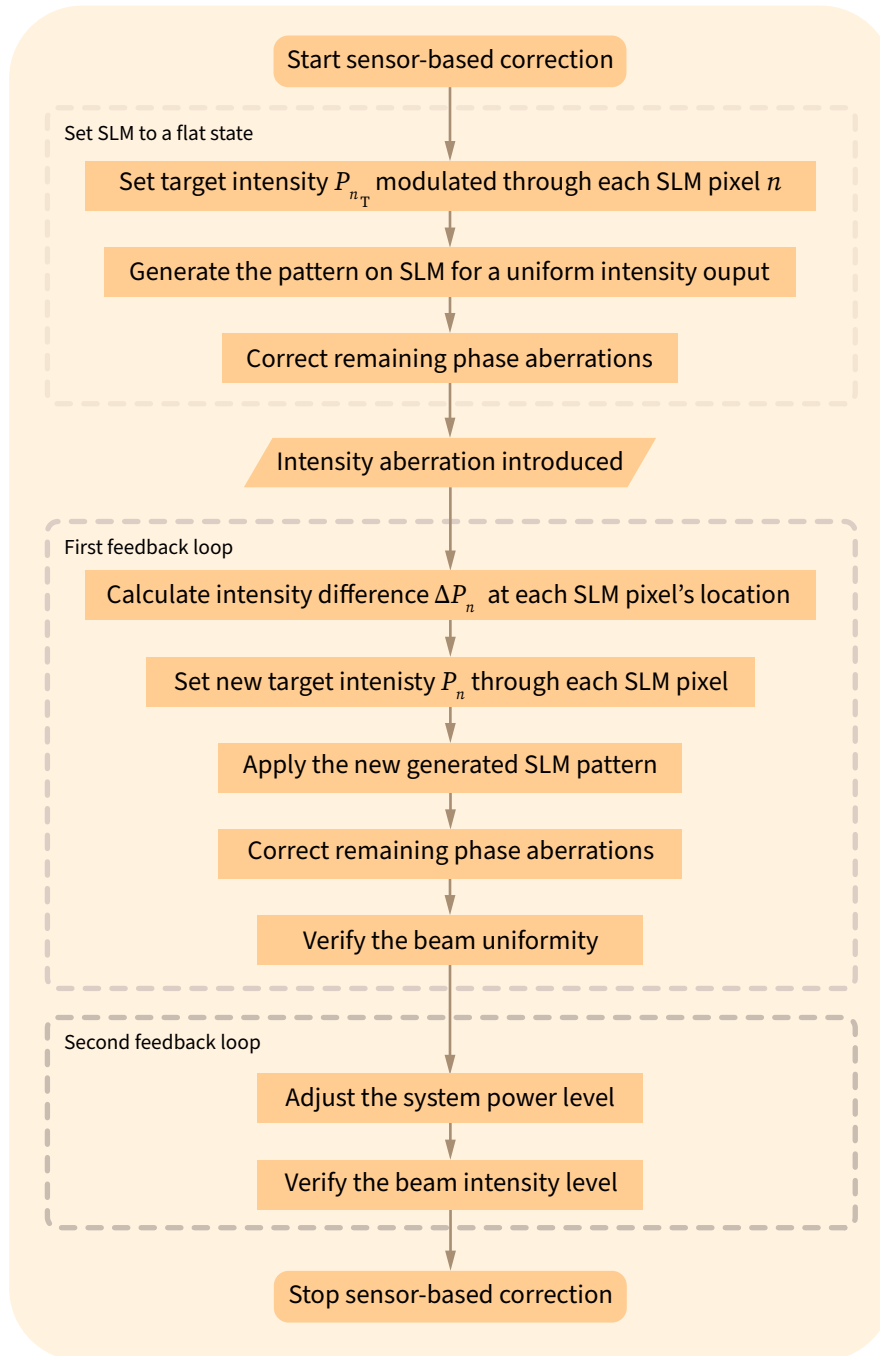 Start sensor-based correction
Set SLM to a flat state
Set target intensity P_{n_T} modulated through each SLM pixel n
Generate the pattern on SLM for a uniform intensity ouput
Correct remaining phase aberrations
Intensity aberration introduced
First feedback loop
Calculate intensity difference ΔP_n at each SLM pixel's location
Set new target intenisty P_n through each SLM pixel
Apply the new generated SLM pattern
Correct remaining phase aberrations
Verify the beam uniformity
Second feedback loop
Adjust the system power level
Verify the beam intensity level
Stop sensor-based correction